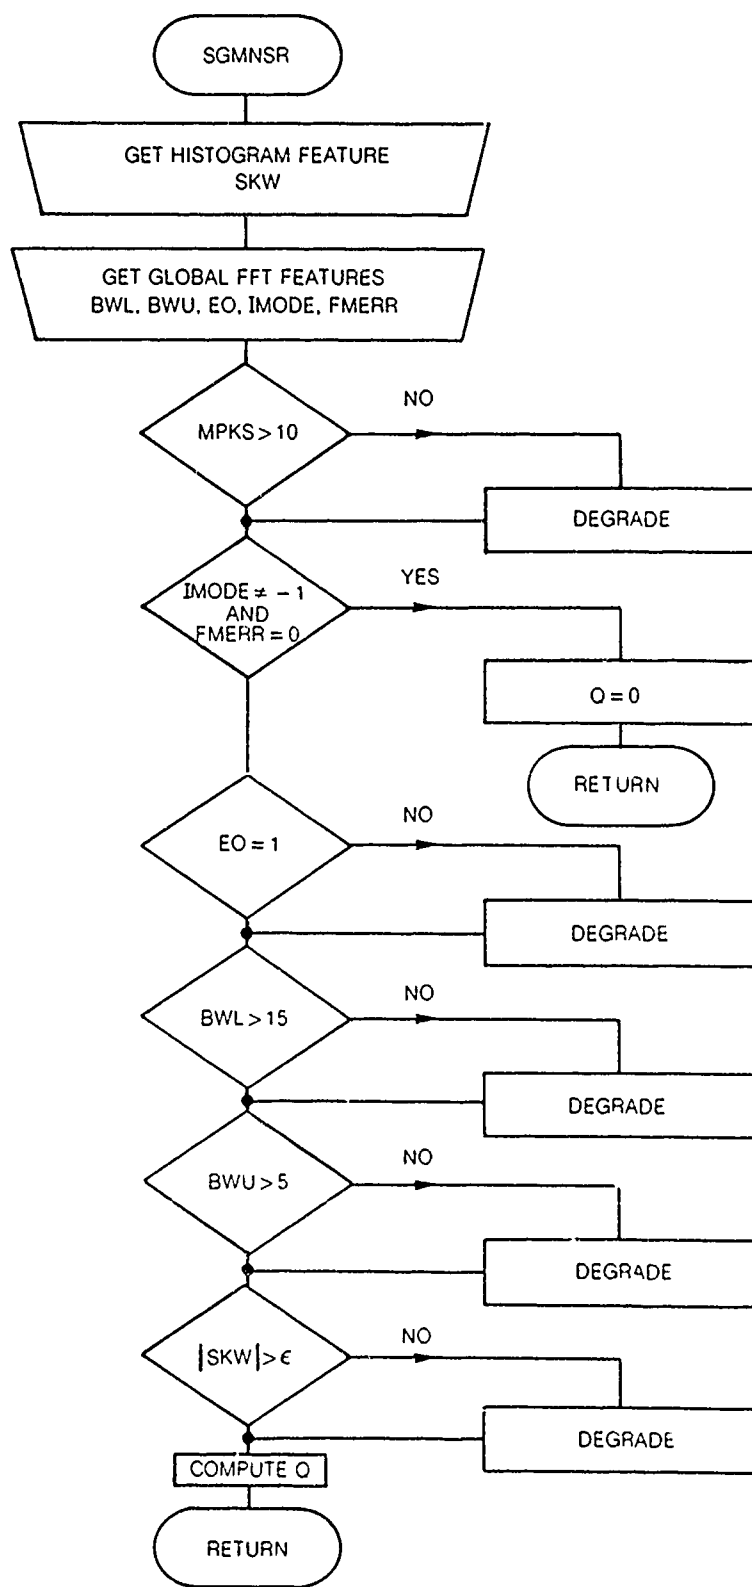 SGMNSR
GET HISTOGRAM FEATURE
SKW
GET GLOBAL FFT FEATURES
BWL, BWU, EO, IMODE, FMERR
MPKS > 10
NO
DEGRADE
IMODE ≠ - 1
AND
FMERR = 0
YES
Q = 0
RETURN
EO = 1
NO
DEGRADE
BWL > 15
NO
DEGRADE
BWU > 5
NO
DEGRADE
|SKW| > ϵ
NO
DEGRADE
COMPUTE Q
RETURN